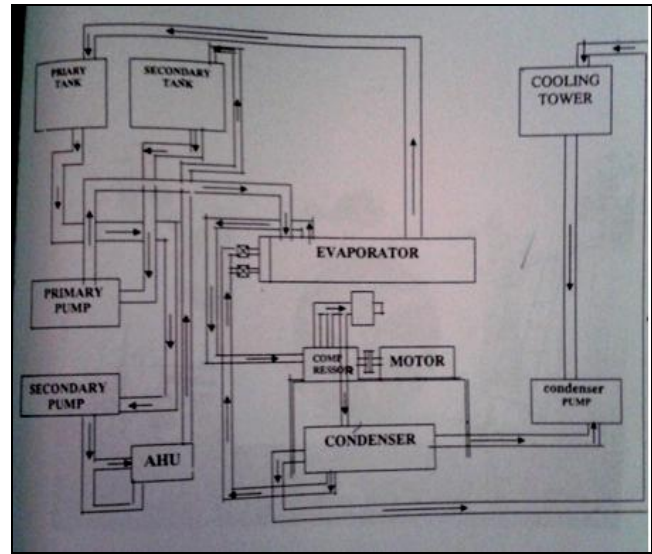 PRIARY
TANK
SECONDARY
TANK
COOLING
TOWER
EVAPORATOR
PRIMARY
PUMP
COMP
RESSOR
MOTOR
SECONDARY
PUMP
condenser
PUMP
CONDENSER
AHU